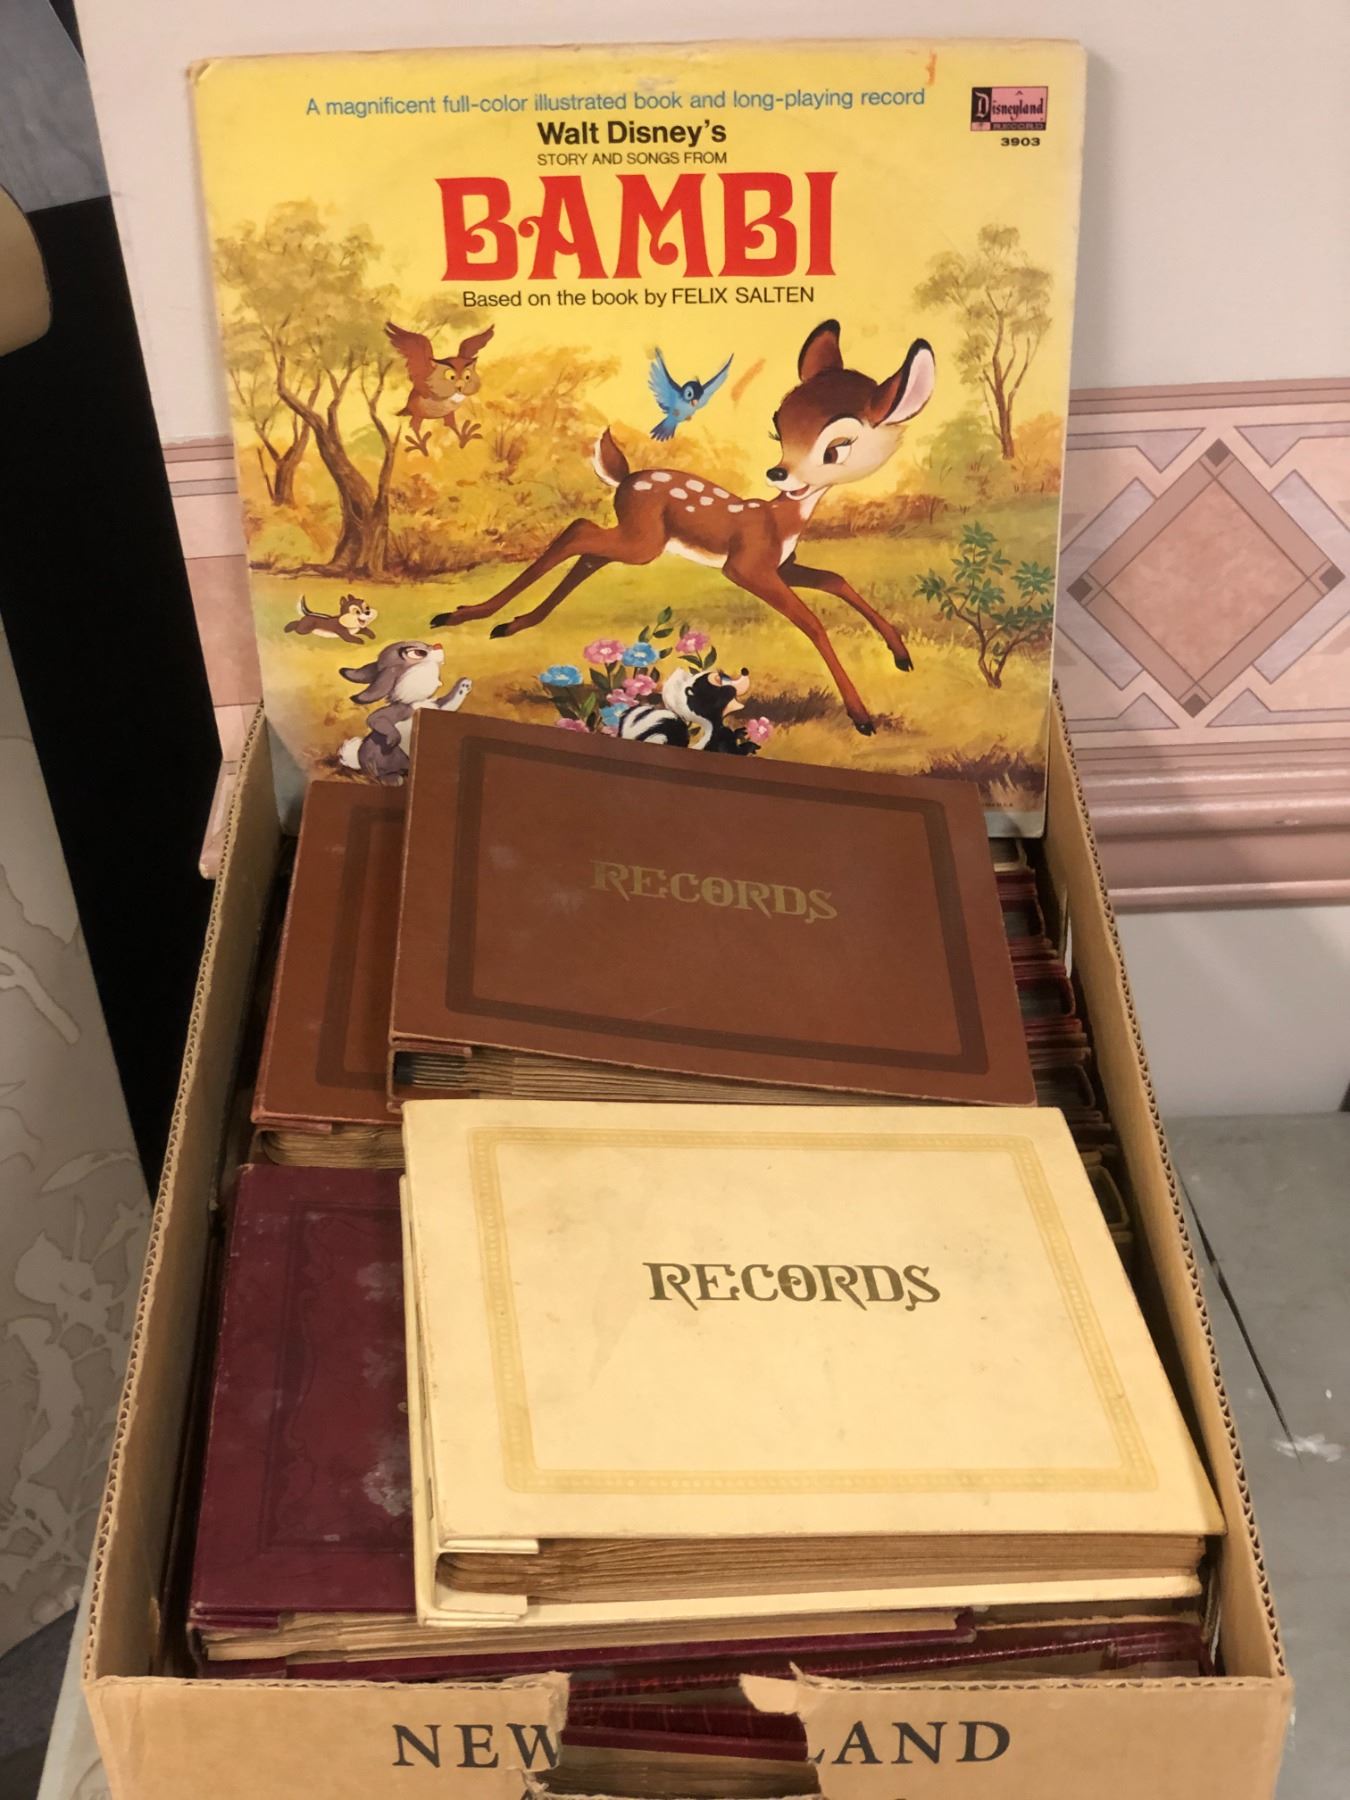 A magnificent full-color illustrated book and long-playing record
Disneyland
RECORD
3903
Walt Disney's
STORY AND SONGS FROM
BAMBI
Based on the book by FELIX SALTEN
RECORDS
RECORDS
NEW LAND